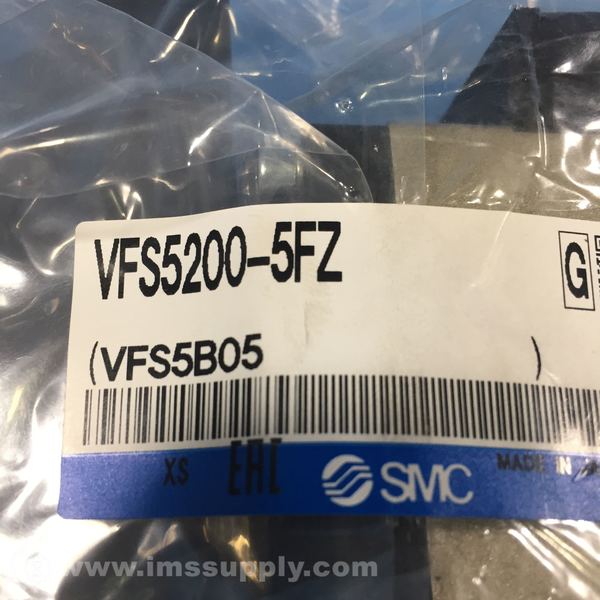 VFS5200-5FZ
G
(VFS5B05 )
XS EAC SMC MADE IN
www.imssupply.com